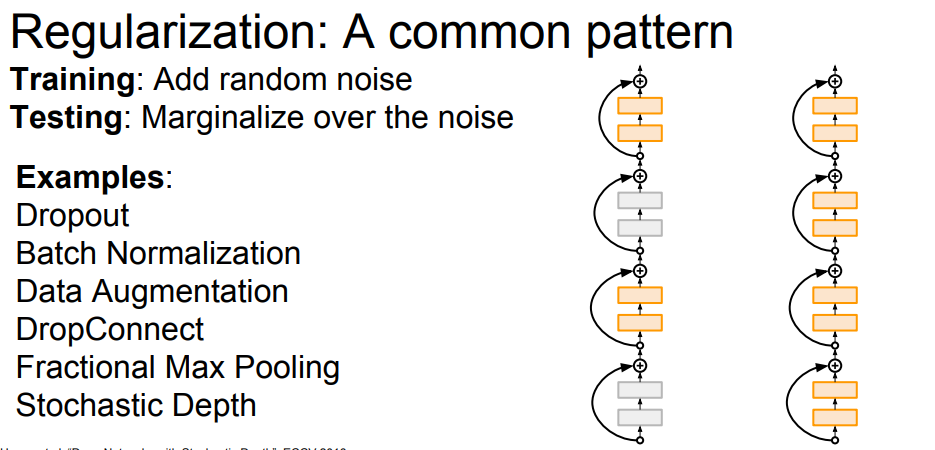 Regularization: A common pattern
Training: Add random noise
Testing: Marginalize over the noise
Examples:
Dropout
Batch Normalization
Data Augmentation
DropConnect
Fractional Max Pooling
Stochastic Depth